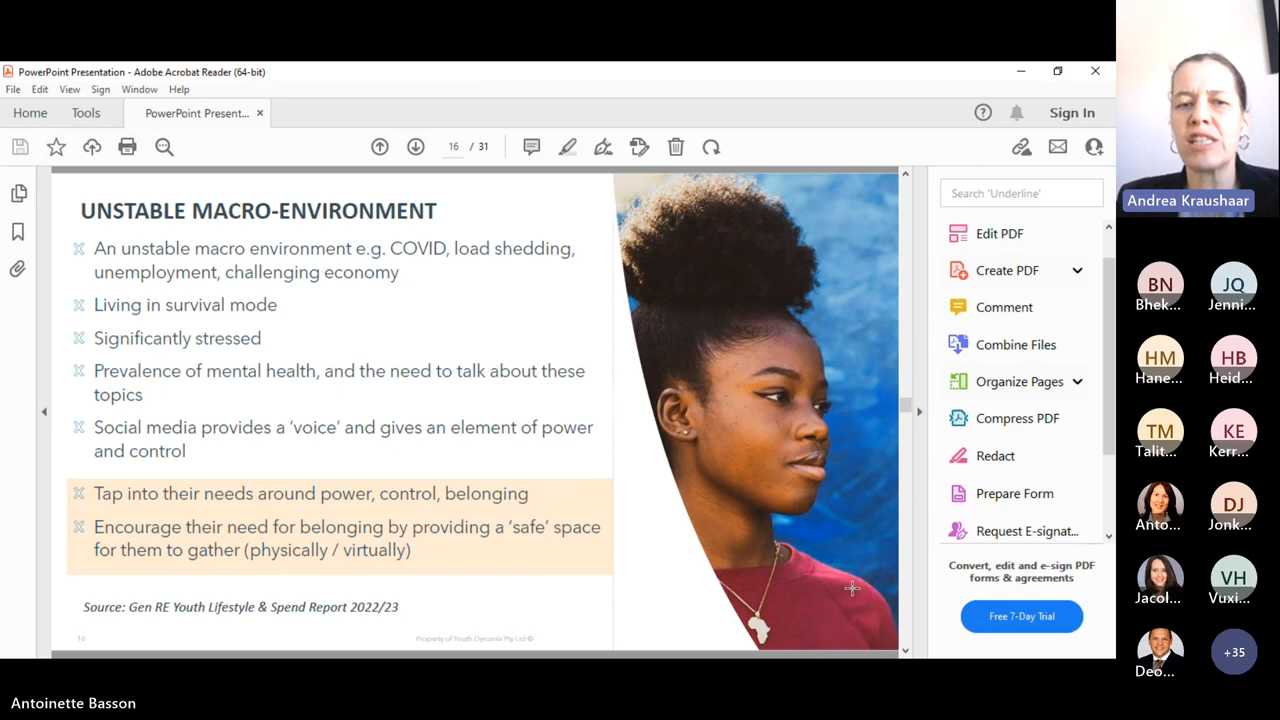 PowerPoint Presentation - Adobe Acrobat Reader (64-bit)
File Edit View Sign Window Help
Home Tools PowerPoint Present... × Sign In
16 / 31
UNSTABLE MACRO-ENVIRONMENT
An unstable macro environment e.g. COVID, load shedding,
unemployment, challenging economy
Living in survival mode
Significantly stressed
Prevalence of mental health, and the need to talk about these
topics
Social media provides a ‘voice’ and gives an element of power
and control
Tap into their needs around power, control, belonging
Encourage their need for belonging by providing a ‘safe’ space
for them to gather (physically / virtually)
Source: Gen RE Youth Lifestyle & Spend Report 2022/23
16 Property of Youth Dynamix Pty Ltd ©
Search 'Underline'
Edit PDF
Create PDF
Comment
Combine Files
Organize Pages
Compress PDF
Redact
Prepare Form
Request E-signat...
Convert, edit and e-sign PDF
forms & agreements
Free 7-Day Trial
Andrea Kraushaar
BN JQ
Bhek... Jenni...
HM HB
Hane... Heid...
TM KE
Talit... Kerr...
DJ
Anto... Jonk...
VH
Jacol... Vuxi...
+35
Deo...
Antoinette Basson